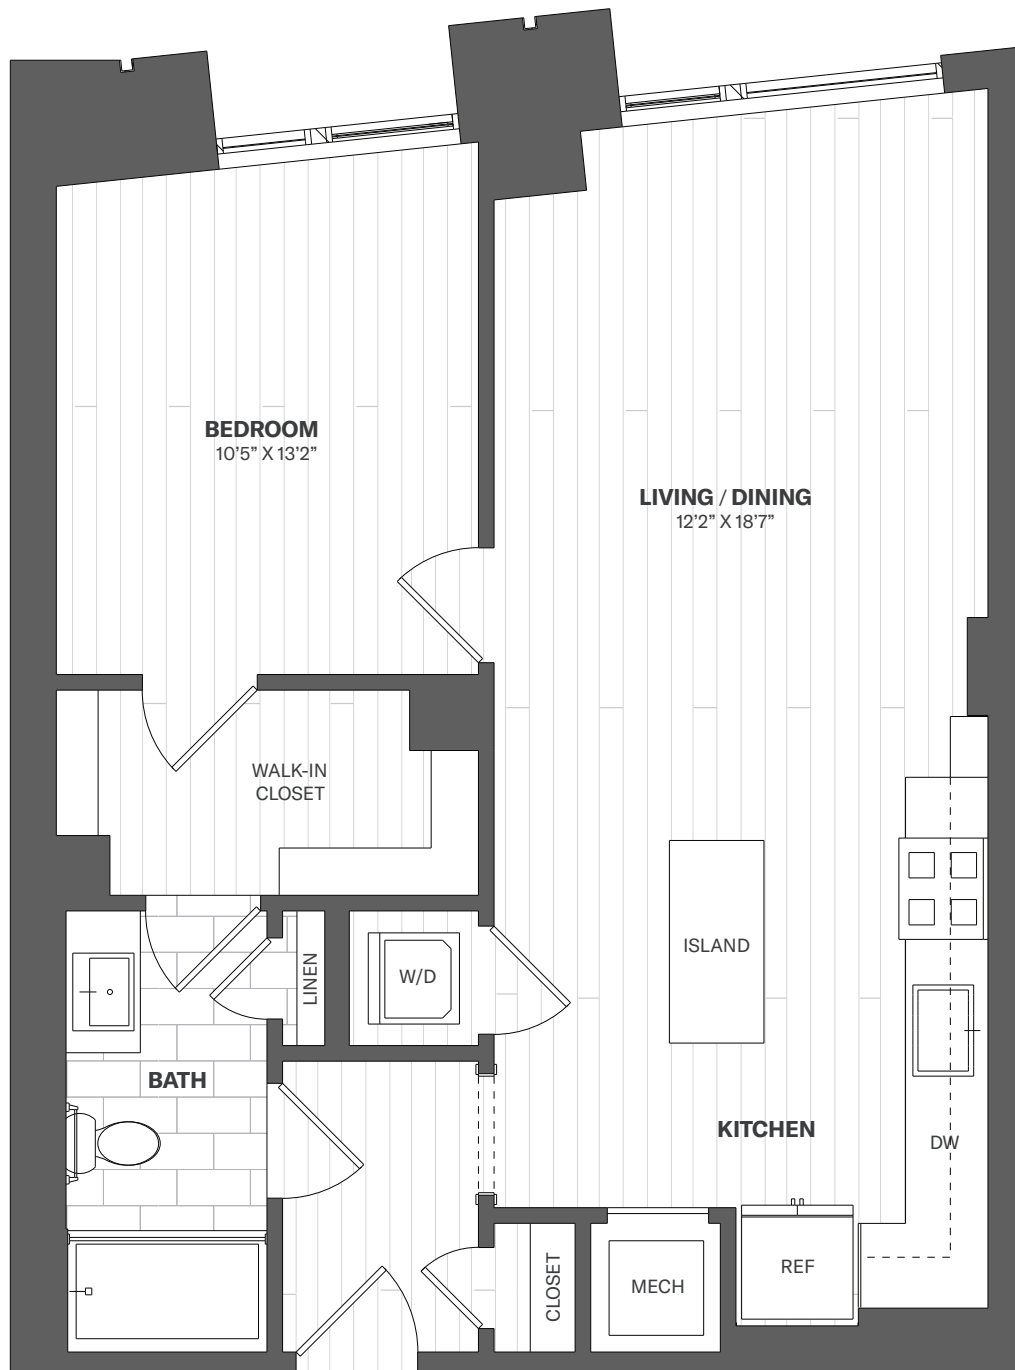 BEDROOM
10’5” X 13’2”
LIVING / DINING
12’2” X 18’7”
WALK-IN
CLOSET
ISLAND
LINEN
W/D
BATH
KITCHEN
DW
CLOSET
MECH
REF